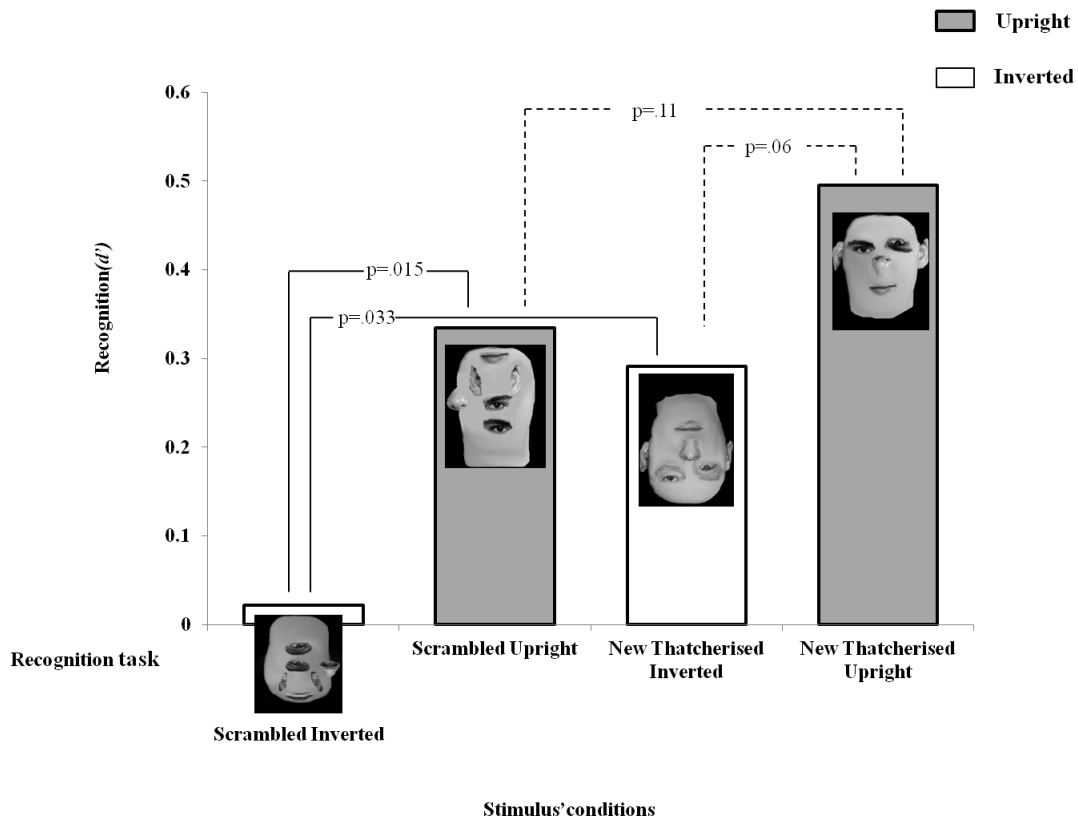 Upright
Inverted
0.6
0.5
0.4
0.3
0.2
0.1
0
Recognition(d')
p=.11
p=.06
p=.015
p=.033
Recognition task
Scrambled Inverted
Scrambled Upright
New Thatcherised
Inverted
New Thatcherised
Upright
Stimulus'conditions